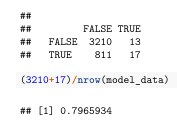 ##
##         FALSE TRUE
##   FALSE  3210   13
##   TRUE    811   17
(3210+17)/nrow(model_data)
## [1] 0.7965934